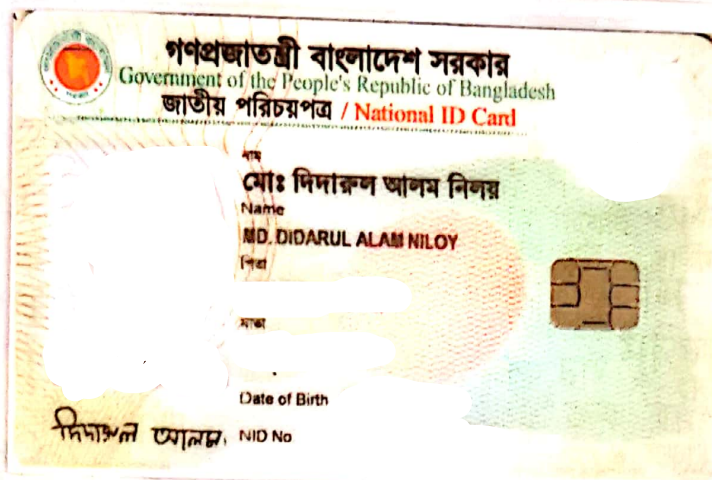 গণপ্রজাতন্ত্রী বাংলাদেশ সরকার
Government of the People's Republic of Bangladesh
জাতীয় পরিচয়পত্র / National ID Card
নাম
মোঃ দিদারুল আলম নিলয়
Name
MD. DIDARUL ALAM NILOY
পিতা
মাতা
Date of Birth
দিদারুল আলম
NID No